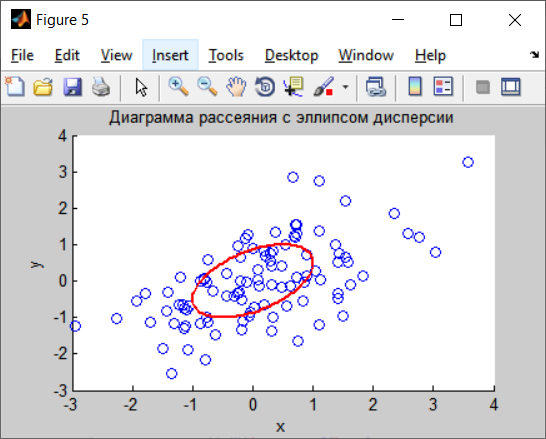 Figure 5
File Edit View Insert Tools Desktop Window Help
Диаграмма рассеяния с эллипсом дисперсии
4
3
2
1
0
-1
-2
-3
y
-3 -2 -1 0 1 2 3 4
x